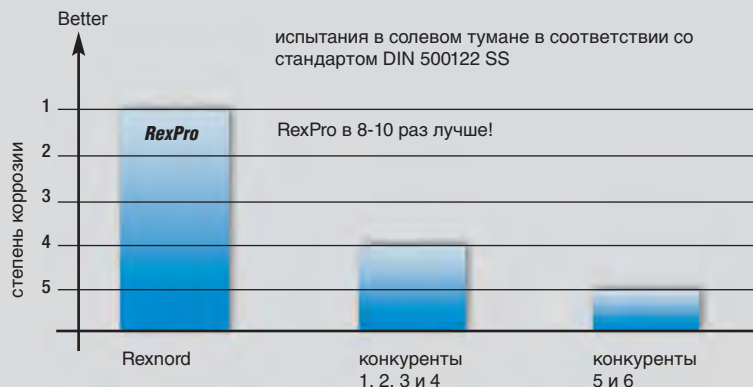 Better
испытания в солевом тумане в соответствии со
стандартом DIN 500122 SS
1
RexPro
RexPro в 8-10 раз лучше!
2
3
4
5
степень коррозии
Rexnord
конкуренты
1, 2, 3 и 4
конкуренты
5 и 6